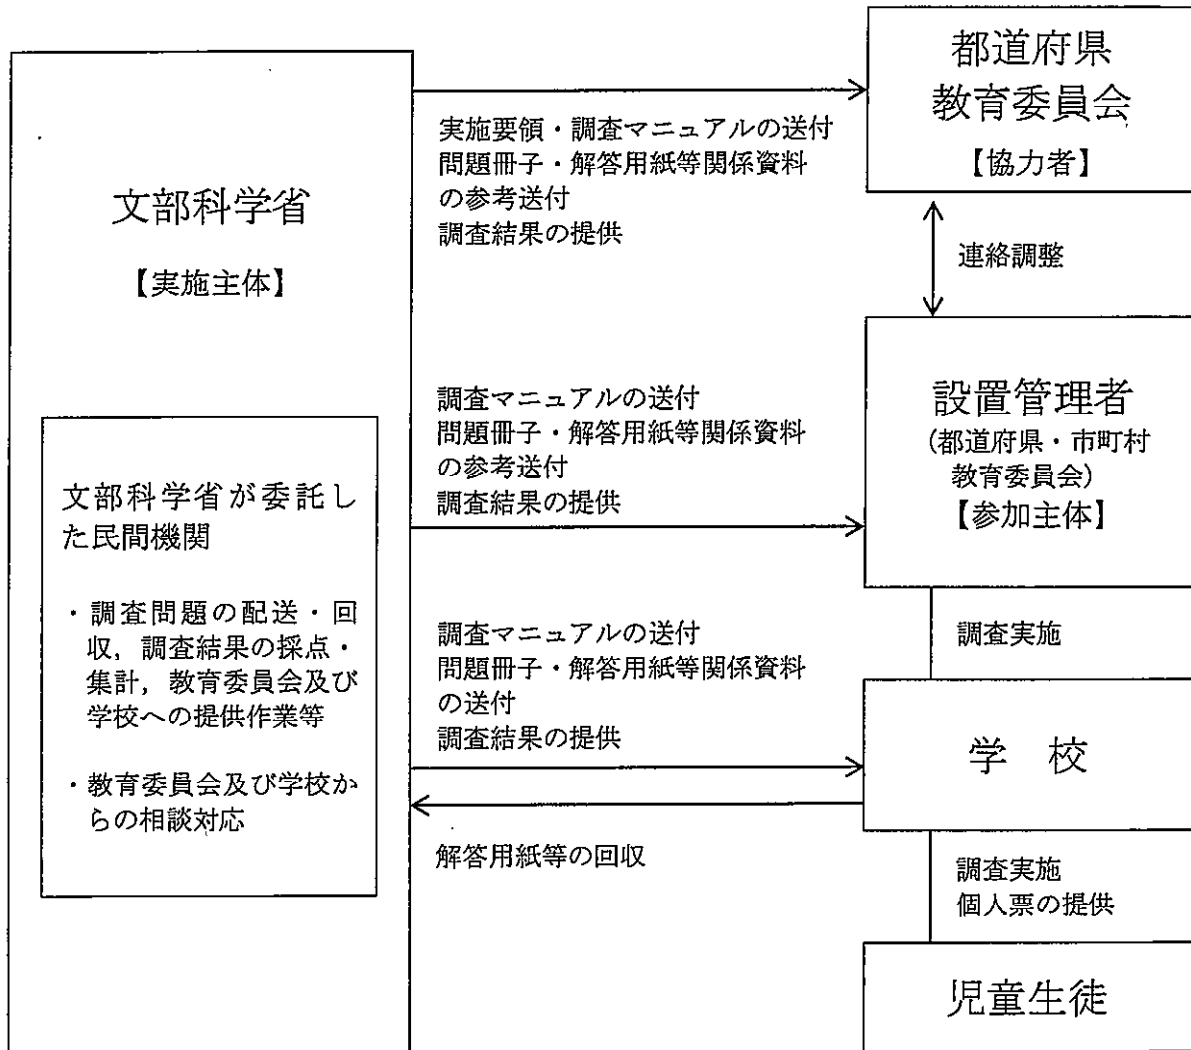 文部科学省
【実施主体】
文部科学省が委託し
た民間機関
・調査問題の配送・回
収，調査結果の採点・
集計，教育委員会及び
学校への提供作業等
・教育委員会及び学校か
らの相談対応
実施要領・調査マニュアルの送付
問題冊子・解答用紙等関係資料
の参考送付
調査結果の提供
都道府県
教育委員会
【協力者】
連絡調整
調査マニュアルの送付
問題冊子・解答用紙等関係資料
の参考送付
調査結果の提供
設置管理者
（都道府県・市町村
教育委員会）
【参加主体】
調査実施
調査マニュアルの送付
問題冊子・解答用紙等関係資料
の送付
調査結果の提供
学　校
解答用紙等の回収
調査実施
個人票の提供
児童生徒